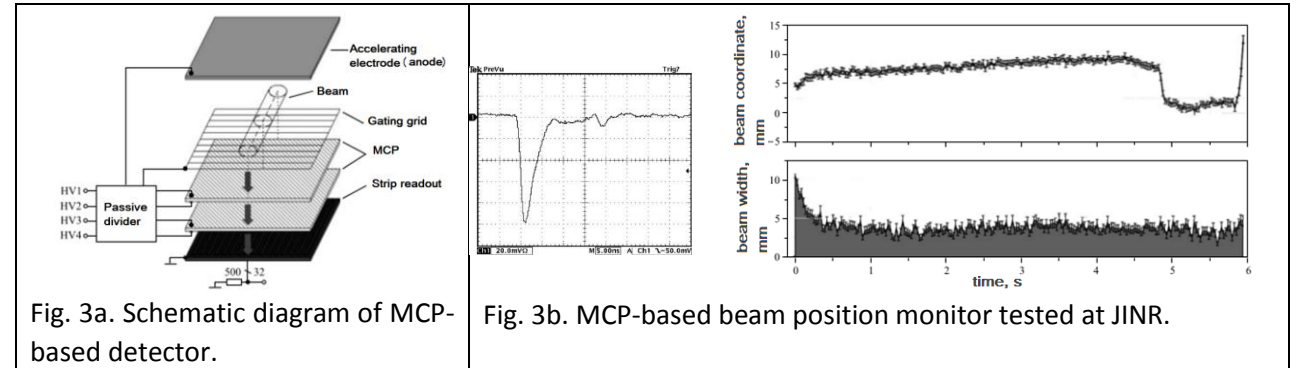 Accelerating
electrode (anode)
Beam
Gating grid
MCP
Strip readout
HV1
HV2
HV3
HV4
Passive
divider
500 32
Fig. 3a. Schematic diagram of MCP-
based detector.
Tek PreVu
Trig?
1
Ch1 20.0mVΩ M 5.00ns A Ch1 -50.0mV
beam coordinate,
mm
15
10
5
0
-5
beam width,
mm
10
5
0
0 1 2 3 4 5 6
time, s
Fig. 3b. MCP-based beam position monitor tested at JINR.